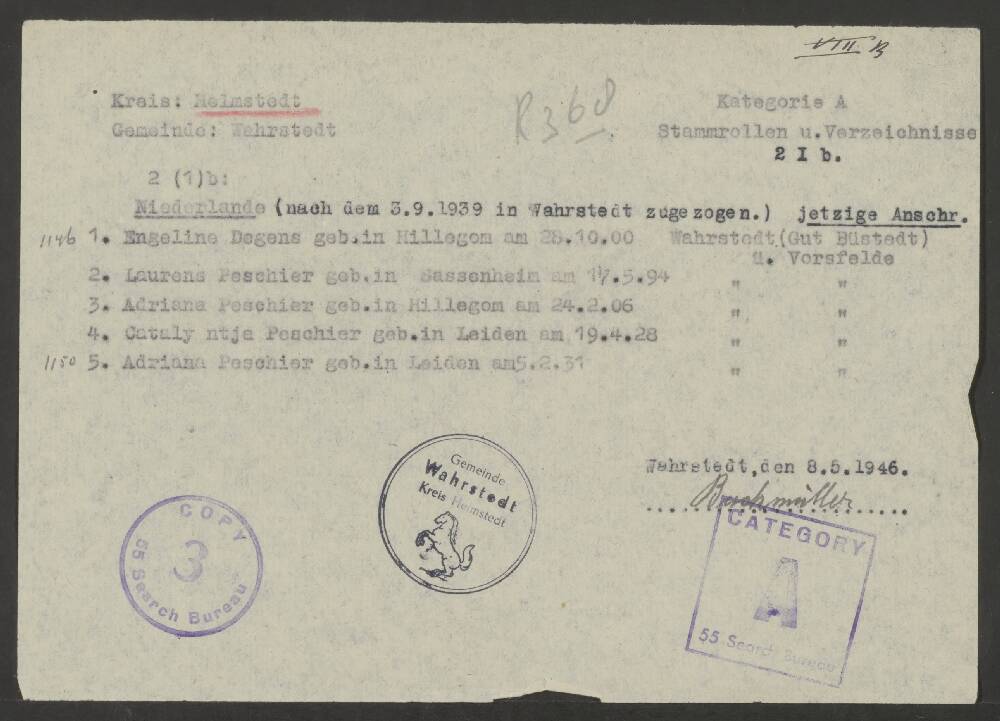 VIII. B
Kreis: Helmstedt
R 368
Kategorie A
Gemeinde: Wahrstedt
Stammrollen u.Verzeichnisse
2 I b.
2 (1)b:
Niederlande (nach dem 3.9.1939 in Wahrstedt zugezogen.) jetzige Anschr.
1146 1. Engeline Degens geb.in Hillegom am 28.10.00 Wahrstedt(Gut Büstedt)
ü. Vorsfelde
2. Laurens Peschier geb.in Sassenheim am 17.5.94 " "
3. Adriana Peschier geb.in Hillegom am 24.2.06 " "
4. Cataly ntja Peschier geb.in Leiden am 19.4.28 " "
1150 5. Adriana Peschier geb.in Leiden am5.2.31 " "
Wahrstedt,den 8.5.1946.
Gemeinde
Wahrstedt
Kreis Helmstedt
COPY
3
55 Search Bureau
CATEGORY
A
55 Search Bureau